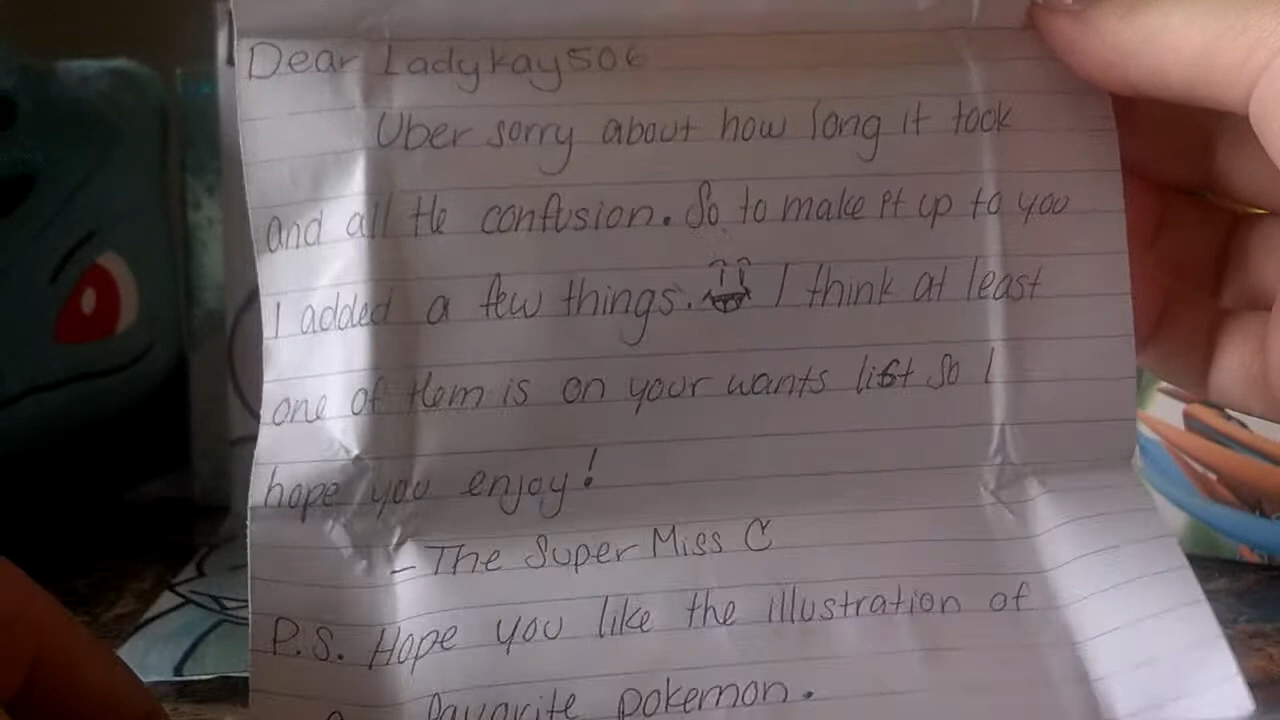 Dear Ladykay506
Uber sorry about how long it took
and all the confusion. So to make it up to you
I added a few things. I think at least
one of them is on your wants list so I
hope you enjoy!
- The Super Miss C
P.S. Hope you like the illustration of
favorite pokemon.